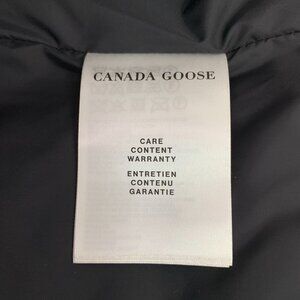 CANADA GOOSE
CARE
CONTENT
WARRANTY
ENTRETIEN
CONTENU
GARANTIE